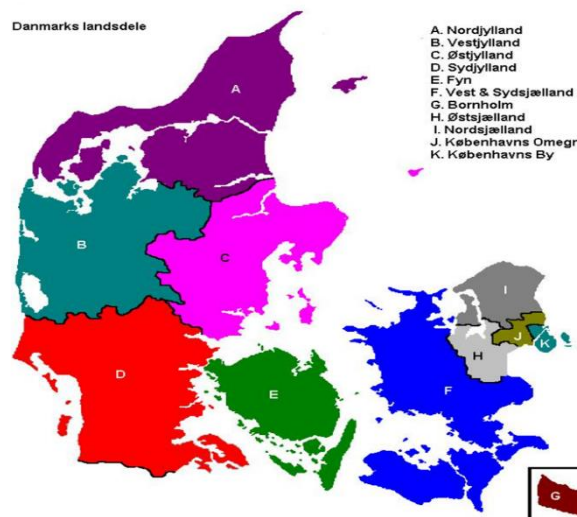 Danmarks landsdele
A. Nordjylland
B. Vestjylland
C. Østjylland
D. Sydjylland
E. Fyn
F. Vest & Sydsjælland
G. Bornholm
H. Østsjælland
I. Nordsjælland
J. Københavns Omegn
K. Københavns By
A
B
C
I
J
K
H
D
E
F
G